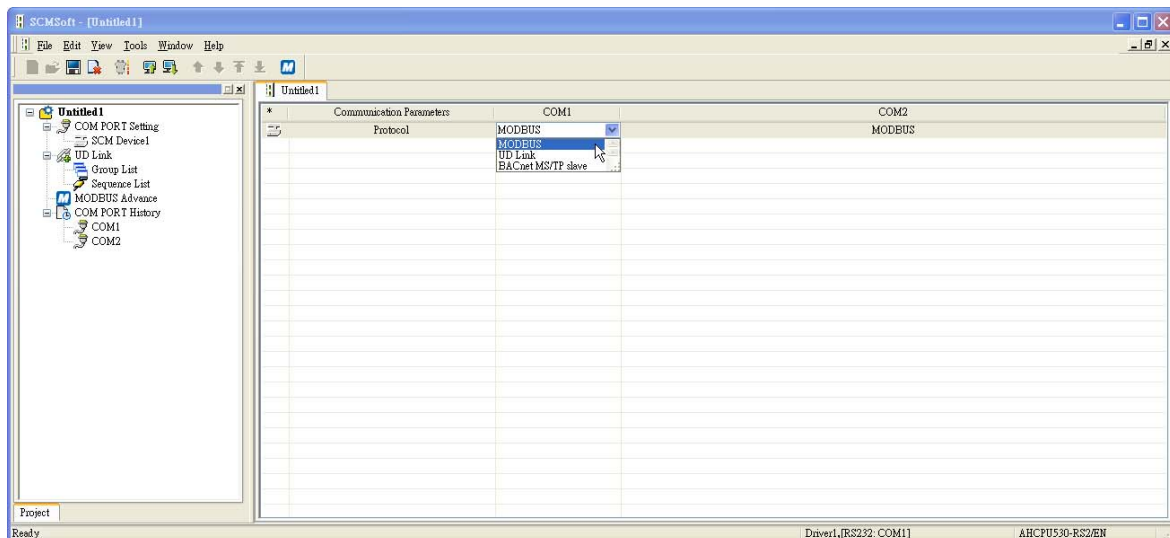 SCMSoft - [Untitled1]
File Edit View Tools Window Help
Untitled1
Untitled1
COM PORT Setting
SCM Device1
UD Link
Group List
Sequence List
MODBUS Advance
COM PORT History
COM1
COM2
Project
* Communication Parameters COM1 COM2
Protocol MODBUS MODBUS
MODBUS
UD Link
BACnet MS/TP slave
Ready Driver1,[RS232: COM1] AHCPU530-RS2/EN